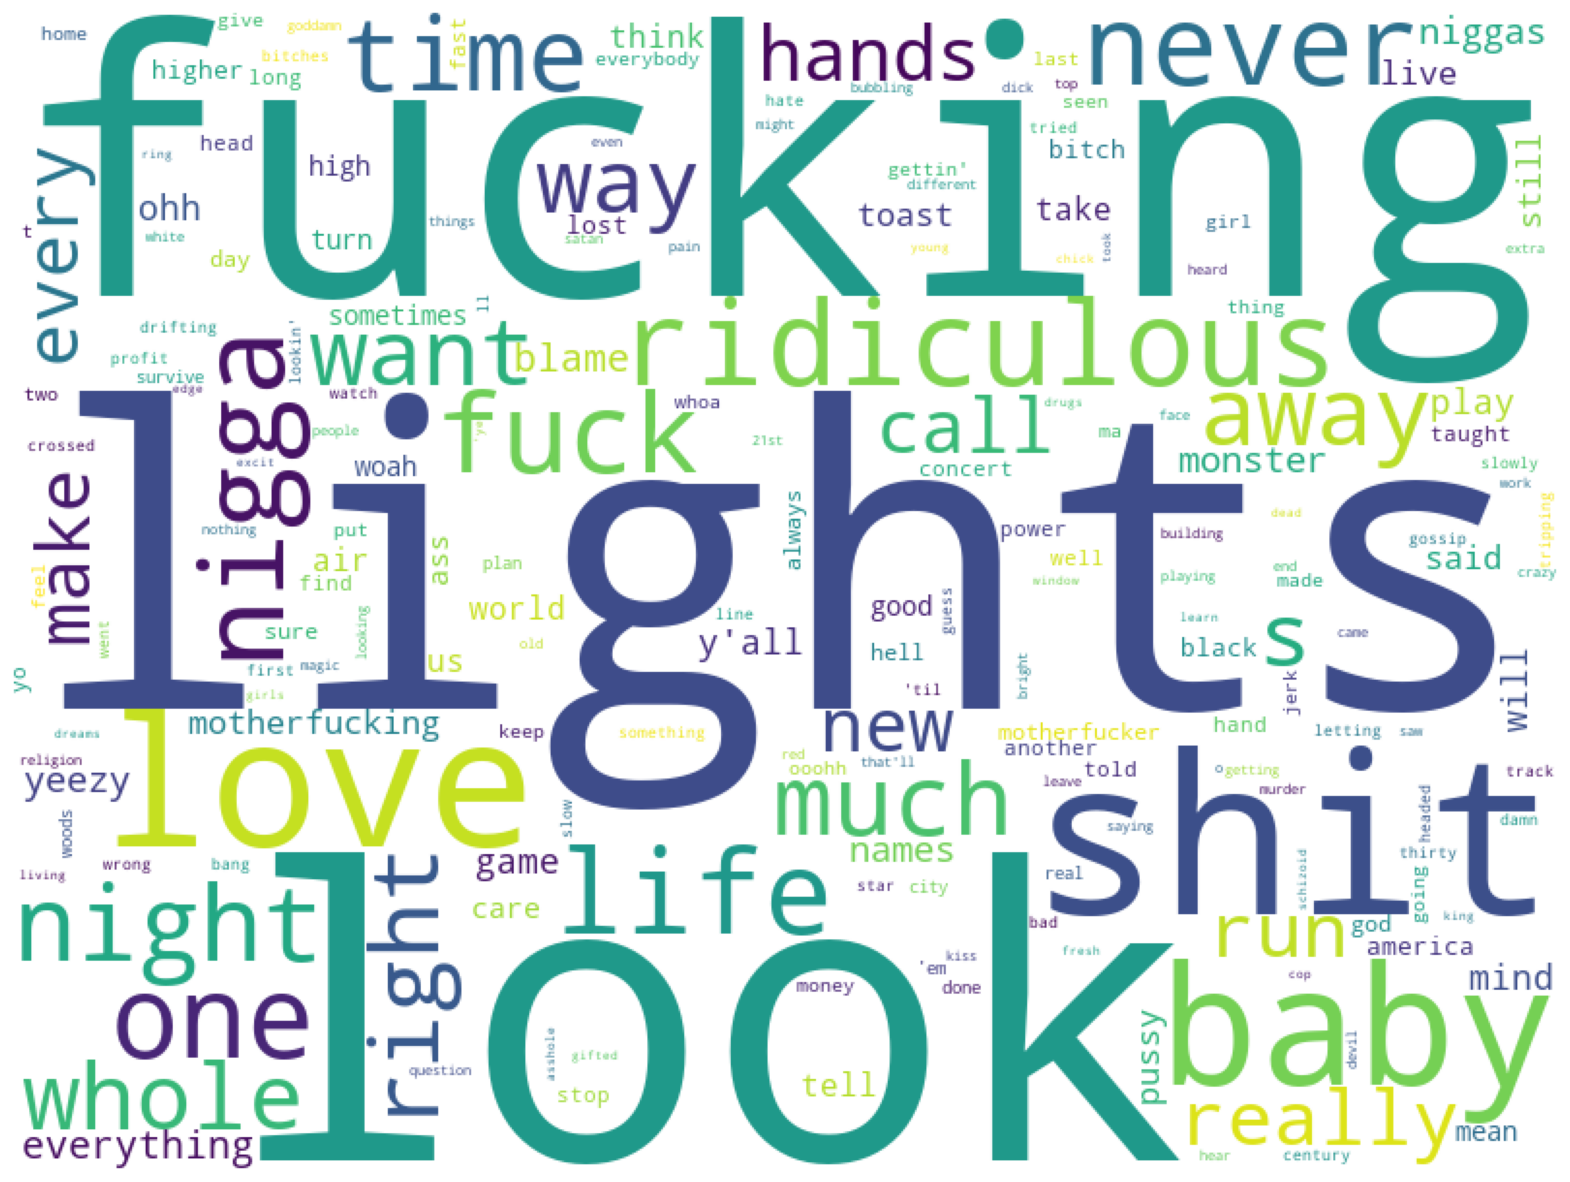 home
give
goddamn
fast
time
think
hands
last
never
niggas
higher
long
bitches
everybody
bubbling
dick
top
live
fucking
hate
seen
ring
head
high
even
might
tried
bitch
still
every
ohh
way
gettin'
different
take
girl
t
white
turn
things
lost
satan
pain
toast
young
chick
took
heard
extra
day
drifting
sometimes
ll
thing
profit
survive
lookin'
want
blame
ridiculous
two
edge
nigga
watch
fuck
whoa
call
drugs
face
away
play
crossed
people
'ye
21st
ma
taught
excit
woah
concert
monster
slowly
work
make
lights
nothing
put
always
power
building
dead
gossip
tripping
feel
air
find
ass
plan
well
window
playing
end
made
said
crazy
world
line
good
guess
learn
went
sure
looking
old
y'all
hell
black
s
came
yo
first
magic
us
'til
bright
jerk
will
girls
dreams
motherfucking
keep
something
new
motherfucker
hand
letting
saw
religion
yeezy
love
red
ooohh
that'll
another
told
o
getting
track
leave
murder
woods
slow
much
shit
saying
headed
damn
living
wrong
bang
game
life
names
real
schizoid
thirty
night
right
care
star
city
going
king
bad
run
god
one
'em
kiss
fresh
america
money
done
cop
mind
look
baby
whole
question
asshole
gifted
stop
tell
pussy
devil
everything
really
mean
hear
century